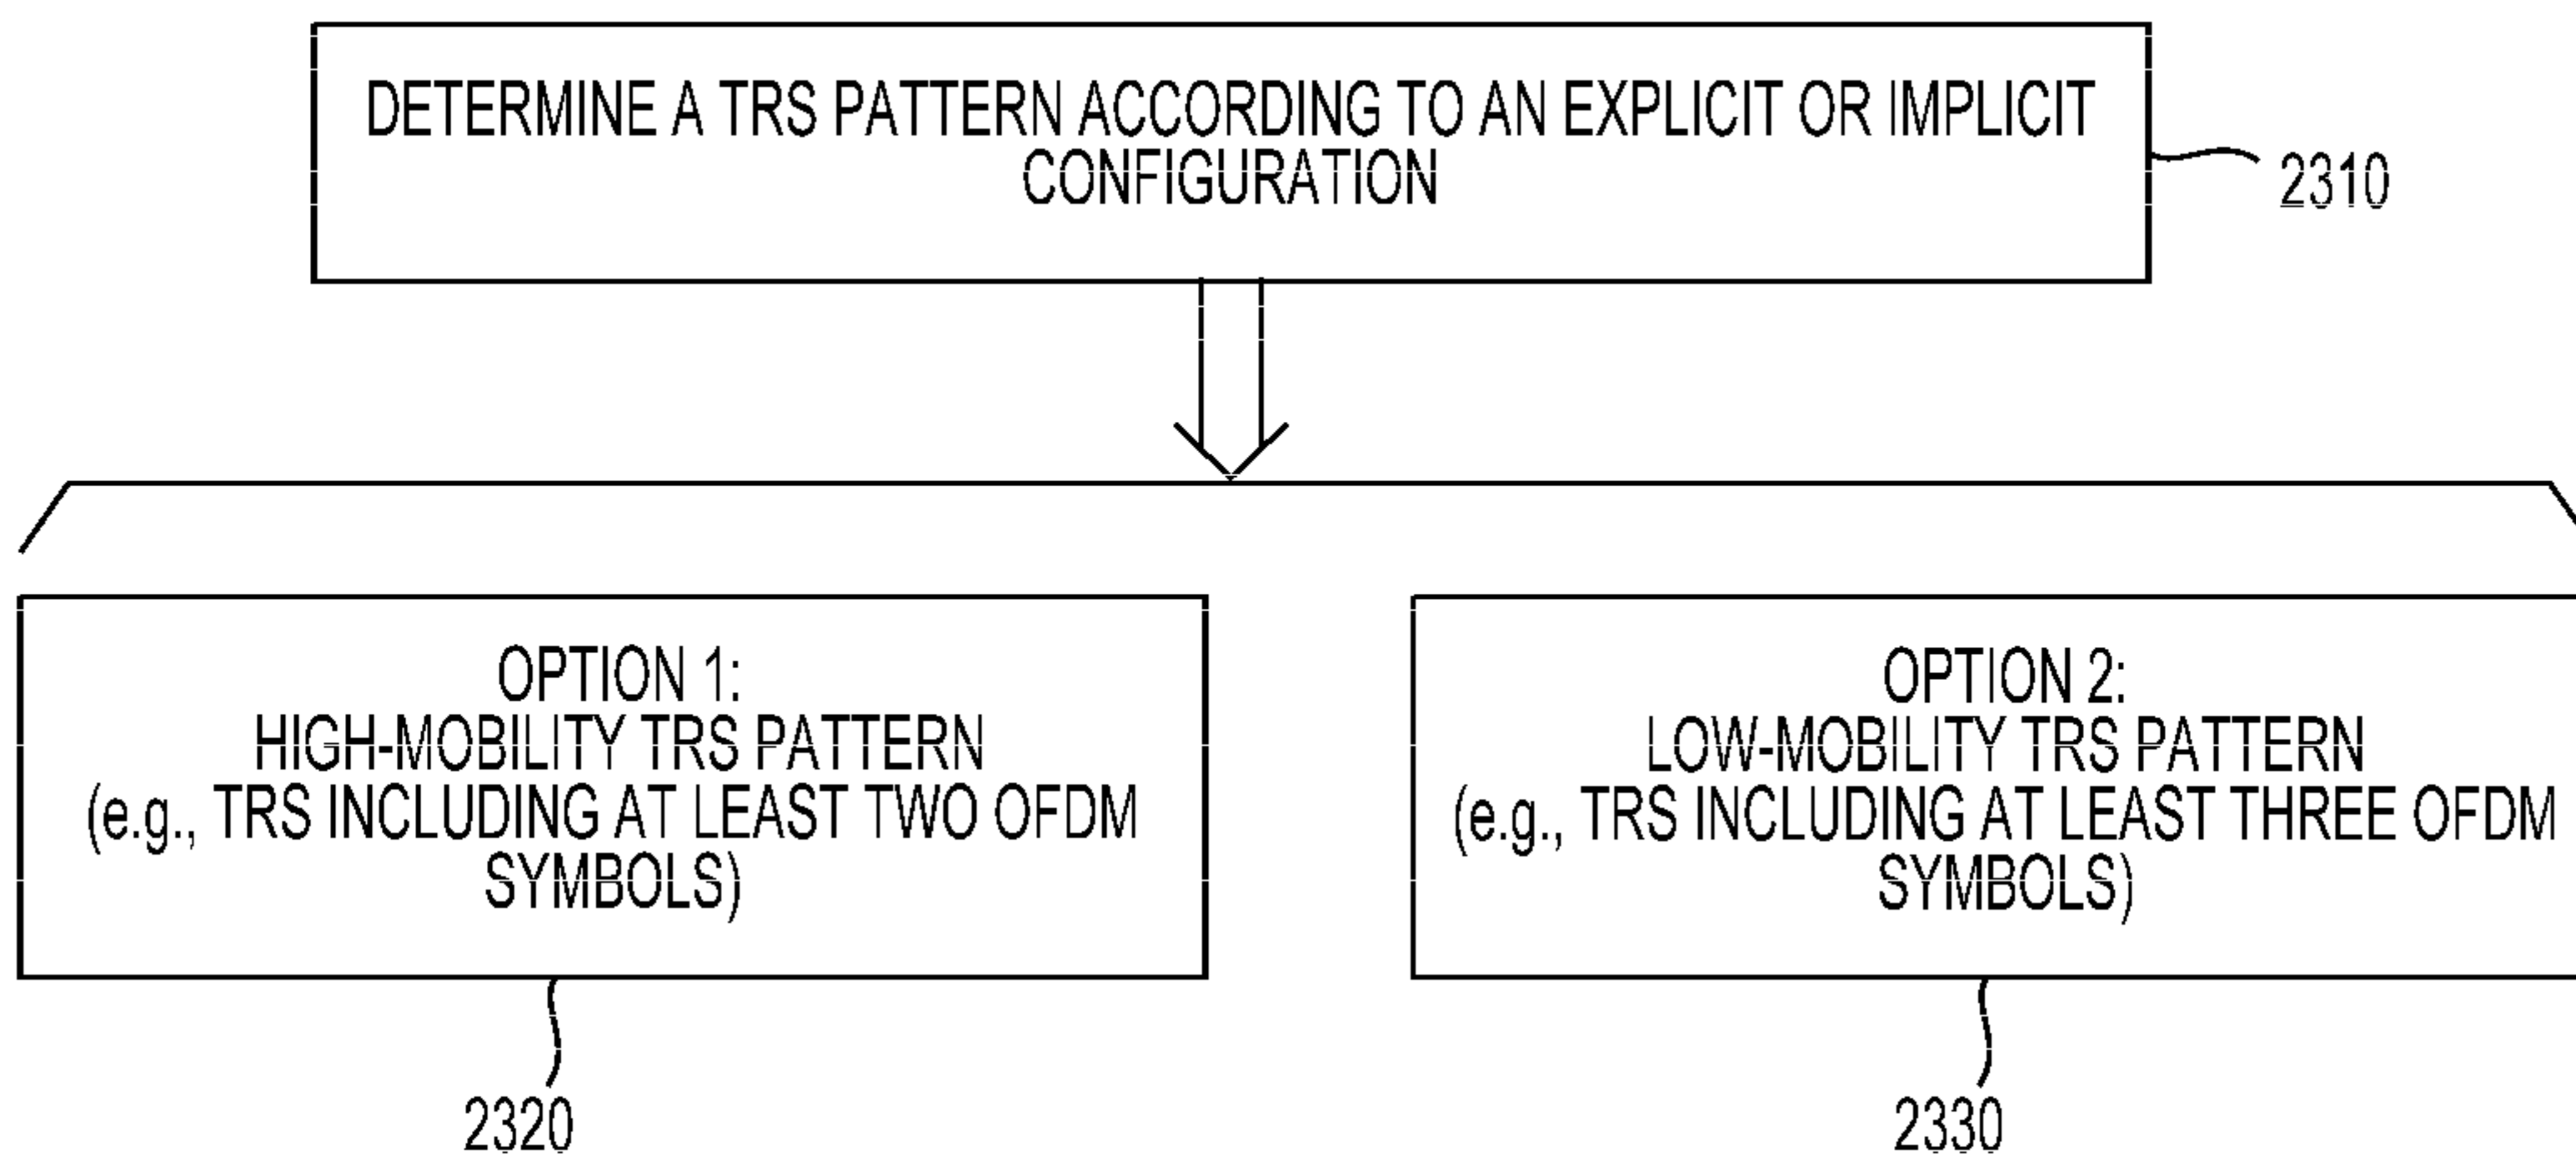 DETERMINE A TRS PATTERN ACCORDING TO AN EXPLICIT OR IMPLICIT
CONFIGURATION
2310
OPTION 1:
HIGH-MOBILITY TRS PATTERN
(e.g., TRS INCLUDING AT LEAST TWO OFDM
SYMBOLS)
2320
OPTION 2:
LOW-MOBILITY TRS PATTERN
(e.g., TRS INCLUDING AT LEAST THREE OFDM
SYMBOLS)
2330